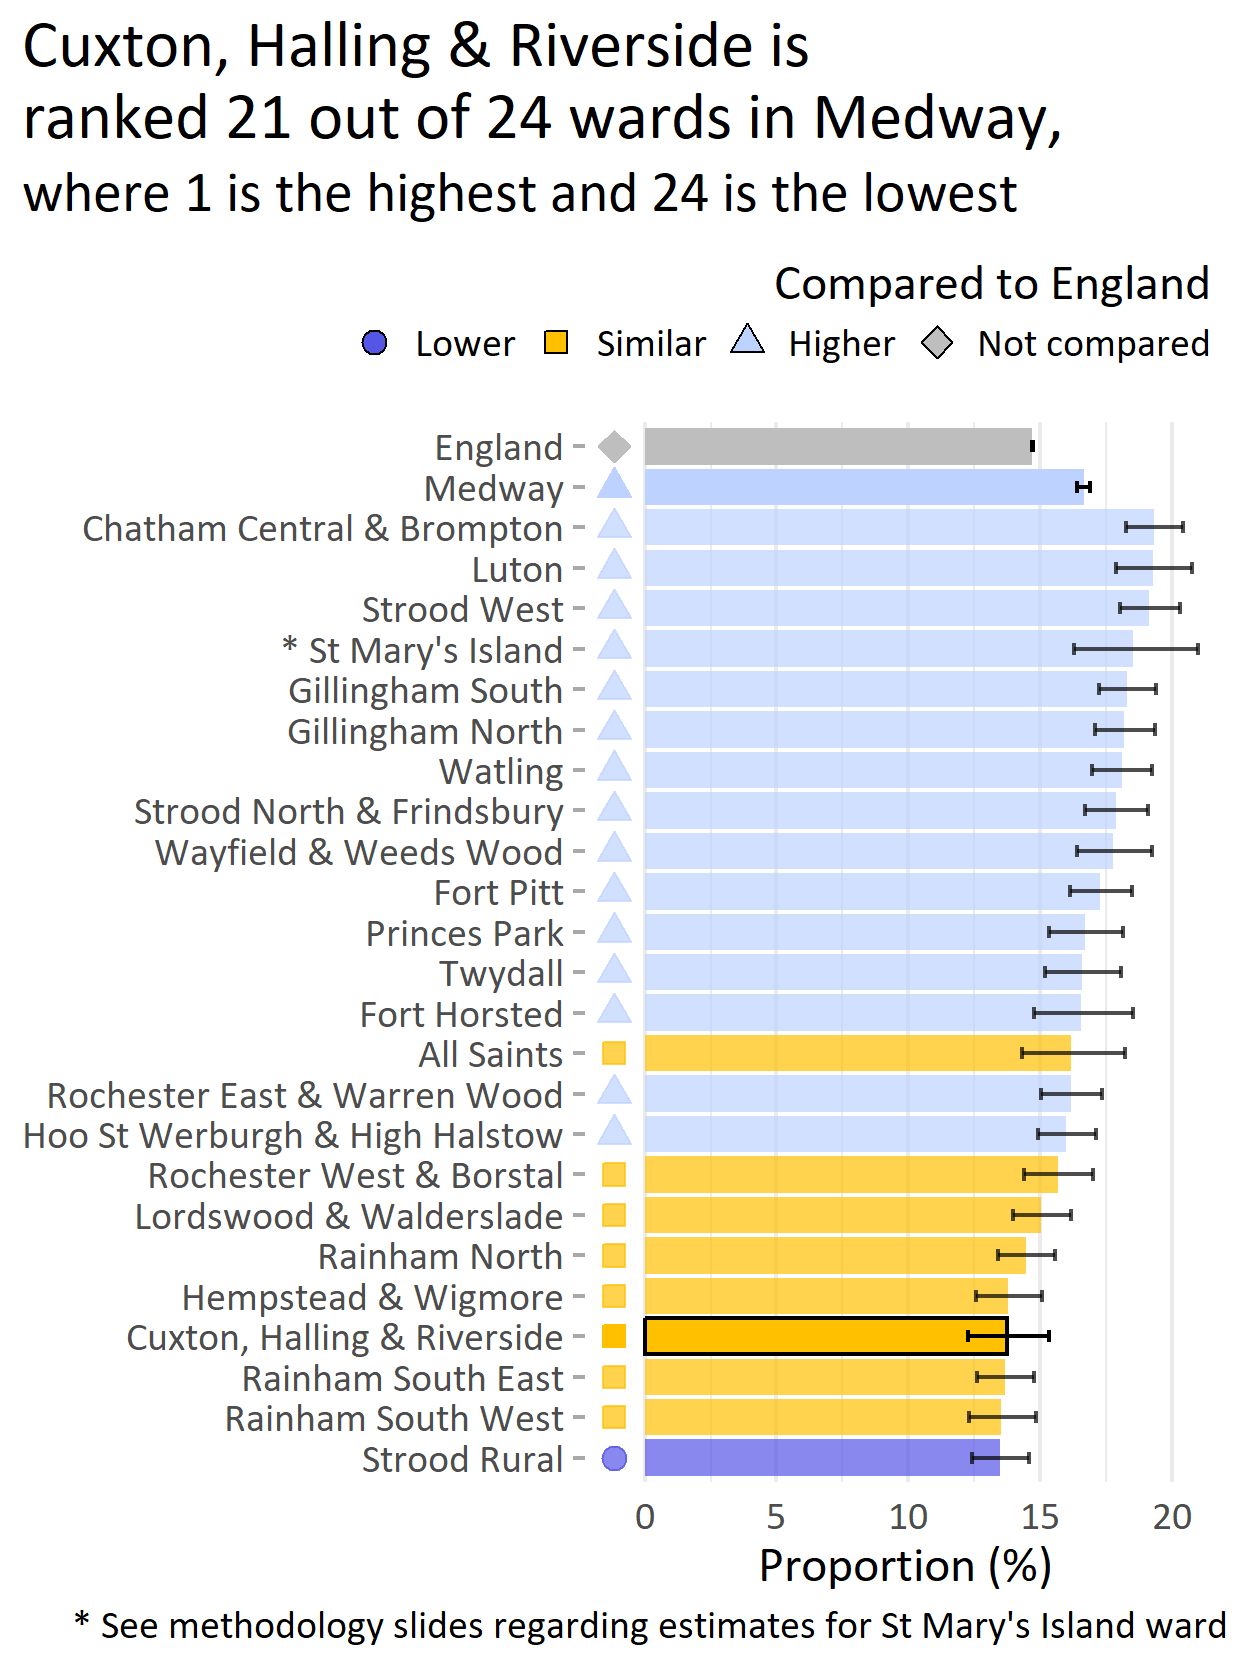 Cuxton, Halling & Riverside is
ranked 21 out of 24 wards in Medway,
where 1 is the highest and 24 is the lowest
Compared to England
Lower Similar Higher Not compared
England
Medway
Chatham Central & Brompton
Luton
Strood West
* St Mary's Island
Gillingham South
Gillingham North
Watling
Strood North & Frindsbury
Wayfield & Weeds Wood
Fort Pitt
Princes Park
Twydall
Fort Horsted
All Saints
Rochester East & Warren Wood
Hoo St Werburgh & High Halstow
Rochester West & Borstal
Lordswood & Walderslade
Rainham North
Hempstead & Wigmore
Cuxton, Halling & Riverside
Rainham South East
Rainham South West
Strood Rural
0 5 10 15 20
Proportion (%)
* See methodology slides regarding estimates for St Mary's Island ward